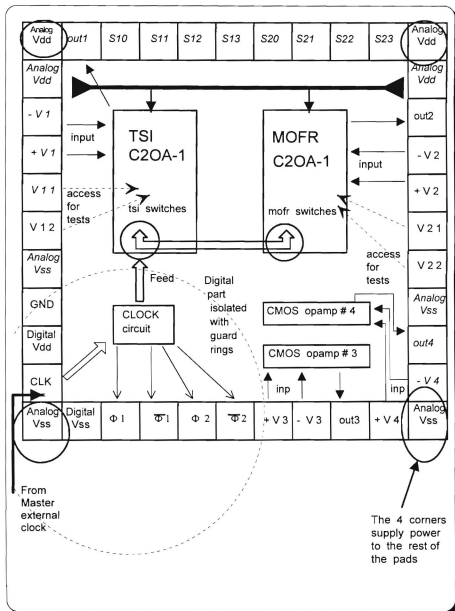 Analog
Vdd
out1
S10
S11
S12
S13
S20
S21
S22
S23
Analog
Vdd
Analog
Vdd
- V 1
+ V 1
V 1 1
V 1 2
Analog
Vss
GND
Digital
Vdd
CLK
Analog
Vss
input
access
for
tests
TSI
C2OA-1
tsi switches
MOFR
C2OA-1
mofr switches
input
access
for
tests
Analog
Vdd
out2
- V 2
+ V 2
V 2 1
V 2 2
Analog
Vss
out4
- V 4
Analog
Vss
Feed
Digital
part
isolated
with
guard
rings
CLOCK
circuit
CMOS opamp # 4
CMOS opamp # 3
inp
inp
Digital
Vss
Φ 1
Φ̅ 1
Φ 2
Φ̅ 2
+ V 3
- V 3
out3
+ V 4
From
Master
external
clock
The 4 corners
supply power
to the rest of
the pads